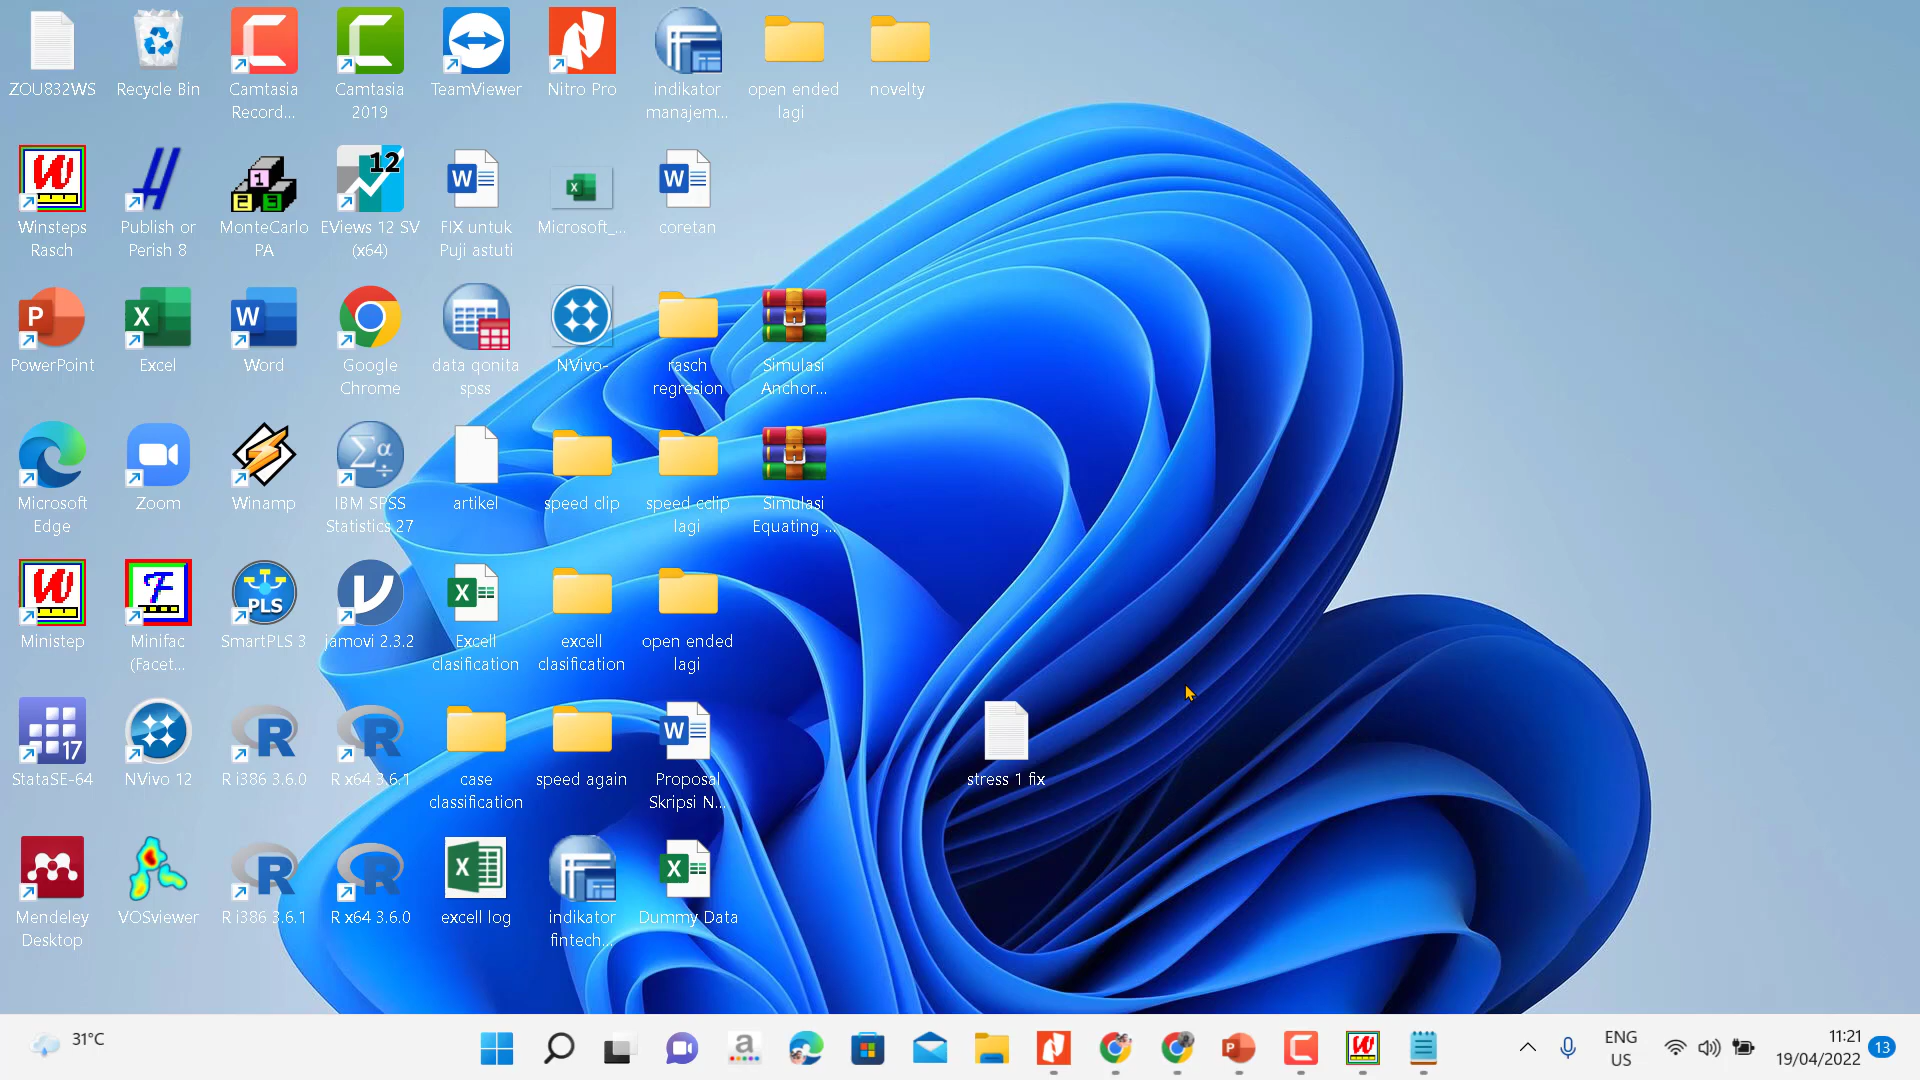 ZOU832WS
Recycle Bin
Camtasia
Record...
Camtasia
2019
TeamViewer
Nitro Pro
indikator
manajem...
open ended
lagi
novelty
Winsteps
Rasch
Publish or
Perish 8
MonteCarlo
PA
12
EViews 12 SV
(x64)
FIX untuk
Puji astuti
Microsoft_...
coretan
PowerPoint
Excel
Word
Google
Chrome
data qonita
spss
NVivo-
rasch
regresion
Simulasi
Anchor...
Microsoft
Edge
Zoom
Winamp
IBM SPSS
Statistics 27
artikel
speed clip
speed cclip
lagi
Simulasi
Equating ...
Ministep
Minifac
(Facet...
PLS
SmartPLS 3
jamovi 2.3.2
Excell
clasification
excell
clasification
open ended
lagi
17
StataSE-64
NVivo 12
R i386 3.6.0
R x64 3.6.1
case
classification
speed again
Proposal
Skripsi N...
stress 1 fix
Mendeley
Desktop
VOSviewer
R i386 3.6.1
R x64 3.6.0
excell log
indikator
fintech...
Dummy Data
31°C
ENG
US
11:21
19/04/2022
13